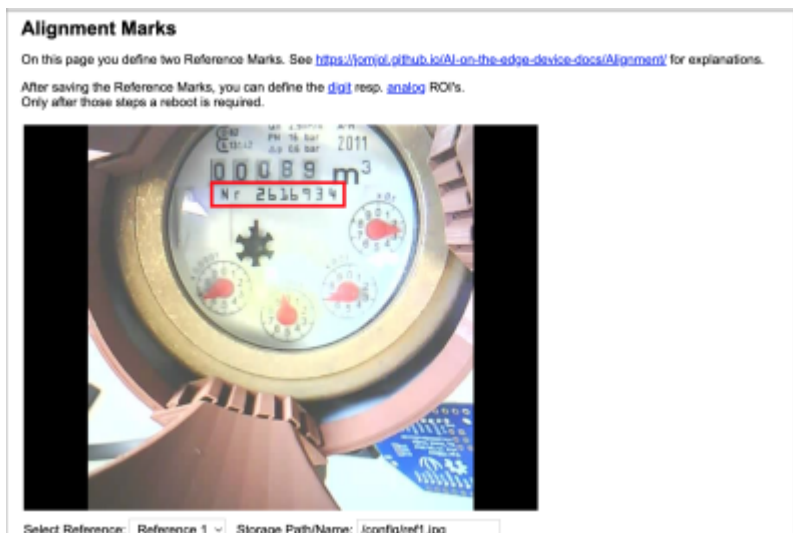 Alignment Marks
On this page you define two Reference Marks. See https://jomjol.github.io/AI-on-the-edge-device-docs/Alignment/ for explanations.
After saving the Reference Marks, you can define the digit resp. analog ROI's.
Only after those steps a reboot is required.
PN 16 bar
2011
00089 m³
Nr 2616934
Select Reference: Reference 1 Storage Path/Name: /config/ref1.jpg